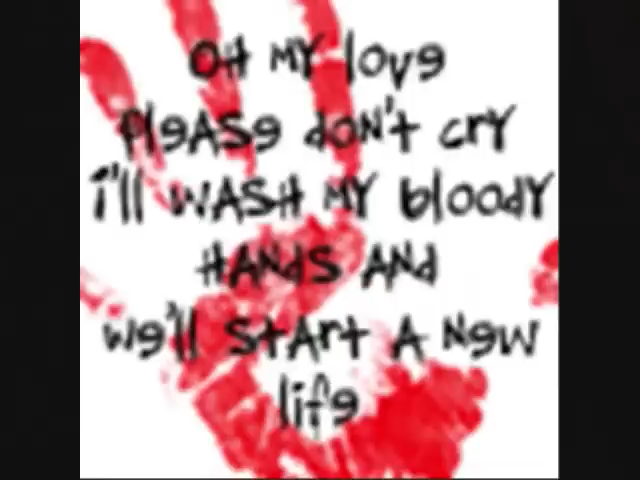 OH MY love
PleASe doN't crY
i'll WASH MY bloodY
HANdS ANd
we'll StArt A New
life